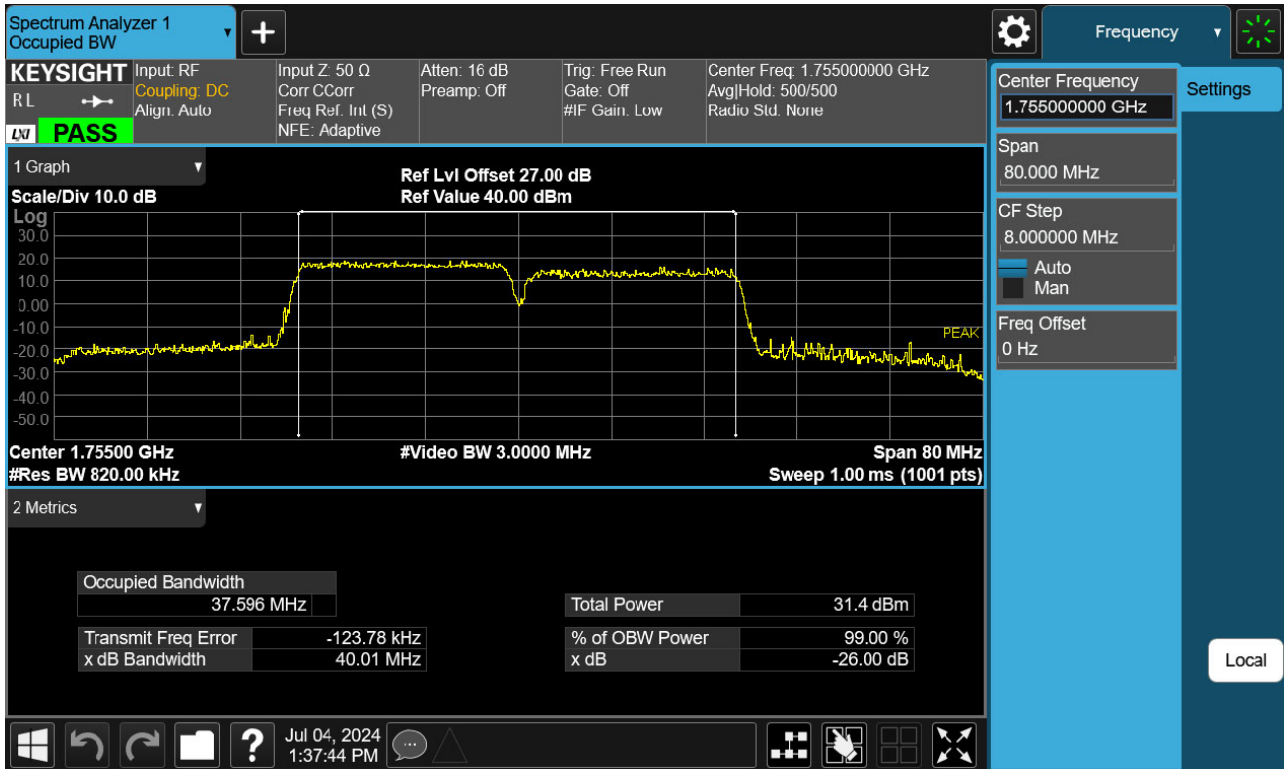 Spectrum Analyzer 1
Occupied BW
+
Frequency
KEYSIGHT
R L
LXI PASS
Input: RF
Coupling: DC
Align: Auto
Input Z: 50 Ω
Corr CCorr
Freq Ref: Int (S)
NFE: Adaptive
Atten: 16 dB
Preamp: Off
Trig: Free Run
Gate: Off
#IF Gain: Low
Center Freq: 1.755000000 GHz
Avg|Hold: 500/500
Radio Std: None
1 Graph
Scale/Div 10.0 dB
Ref Lvl Offset 27.00 dB
Ref Value 40.00 dBm
Log
30.0
20.0
10.0
0.00
-10.0
-20.0
-30.0
-40.0
-50.0
PEAK
Center 1.75500 GHz
#Video BW 3.0000 MHz
Span 80 MHz
#Res BW 820.00 kHz
Sweep 1.00 ms (1001 pts)
2 Metrics
Occupied Bandwidth
37.596 MHz
Total Power 31.4 dBm
Transmit Freq Error -123.78 kHz
% of OBW Power 99.00 %
x dB Bandwidth 40.01 MHz
x dB -26.00 dB
Center Frequency
1.755000000 GHz
Settings
Span
80.000 MHz
CF Step
8.000000 MHz
Auto
Man
Freq Offset
0 Hz
Local
?
Jul 04, 2024
1:37:44 PM